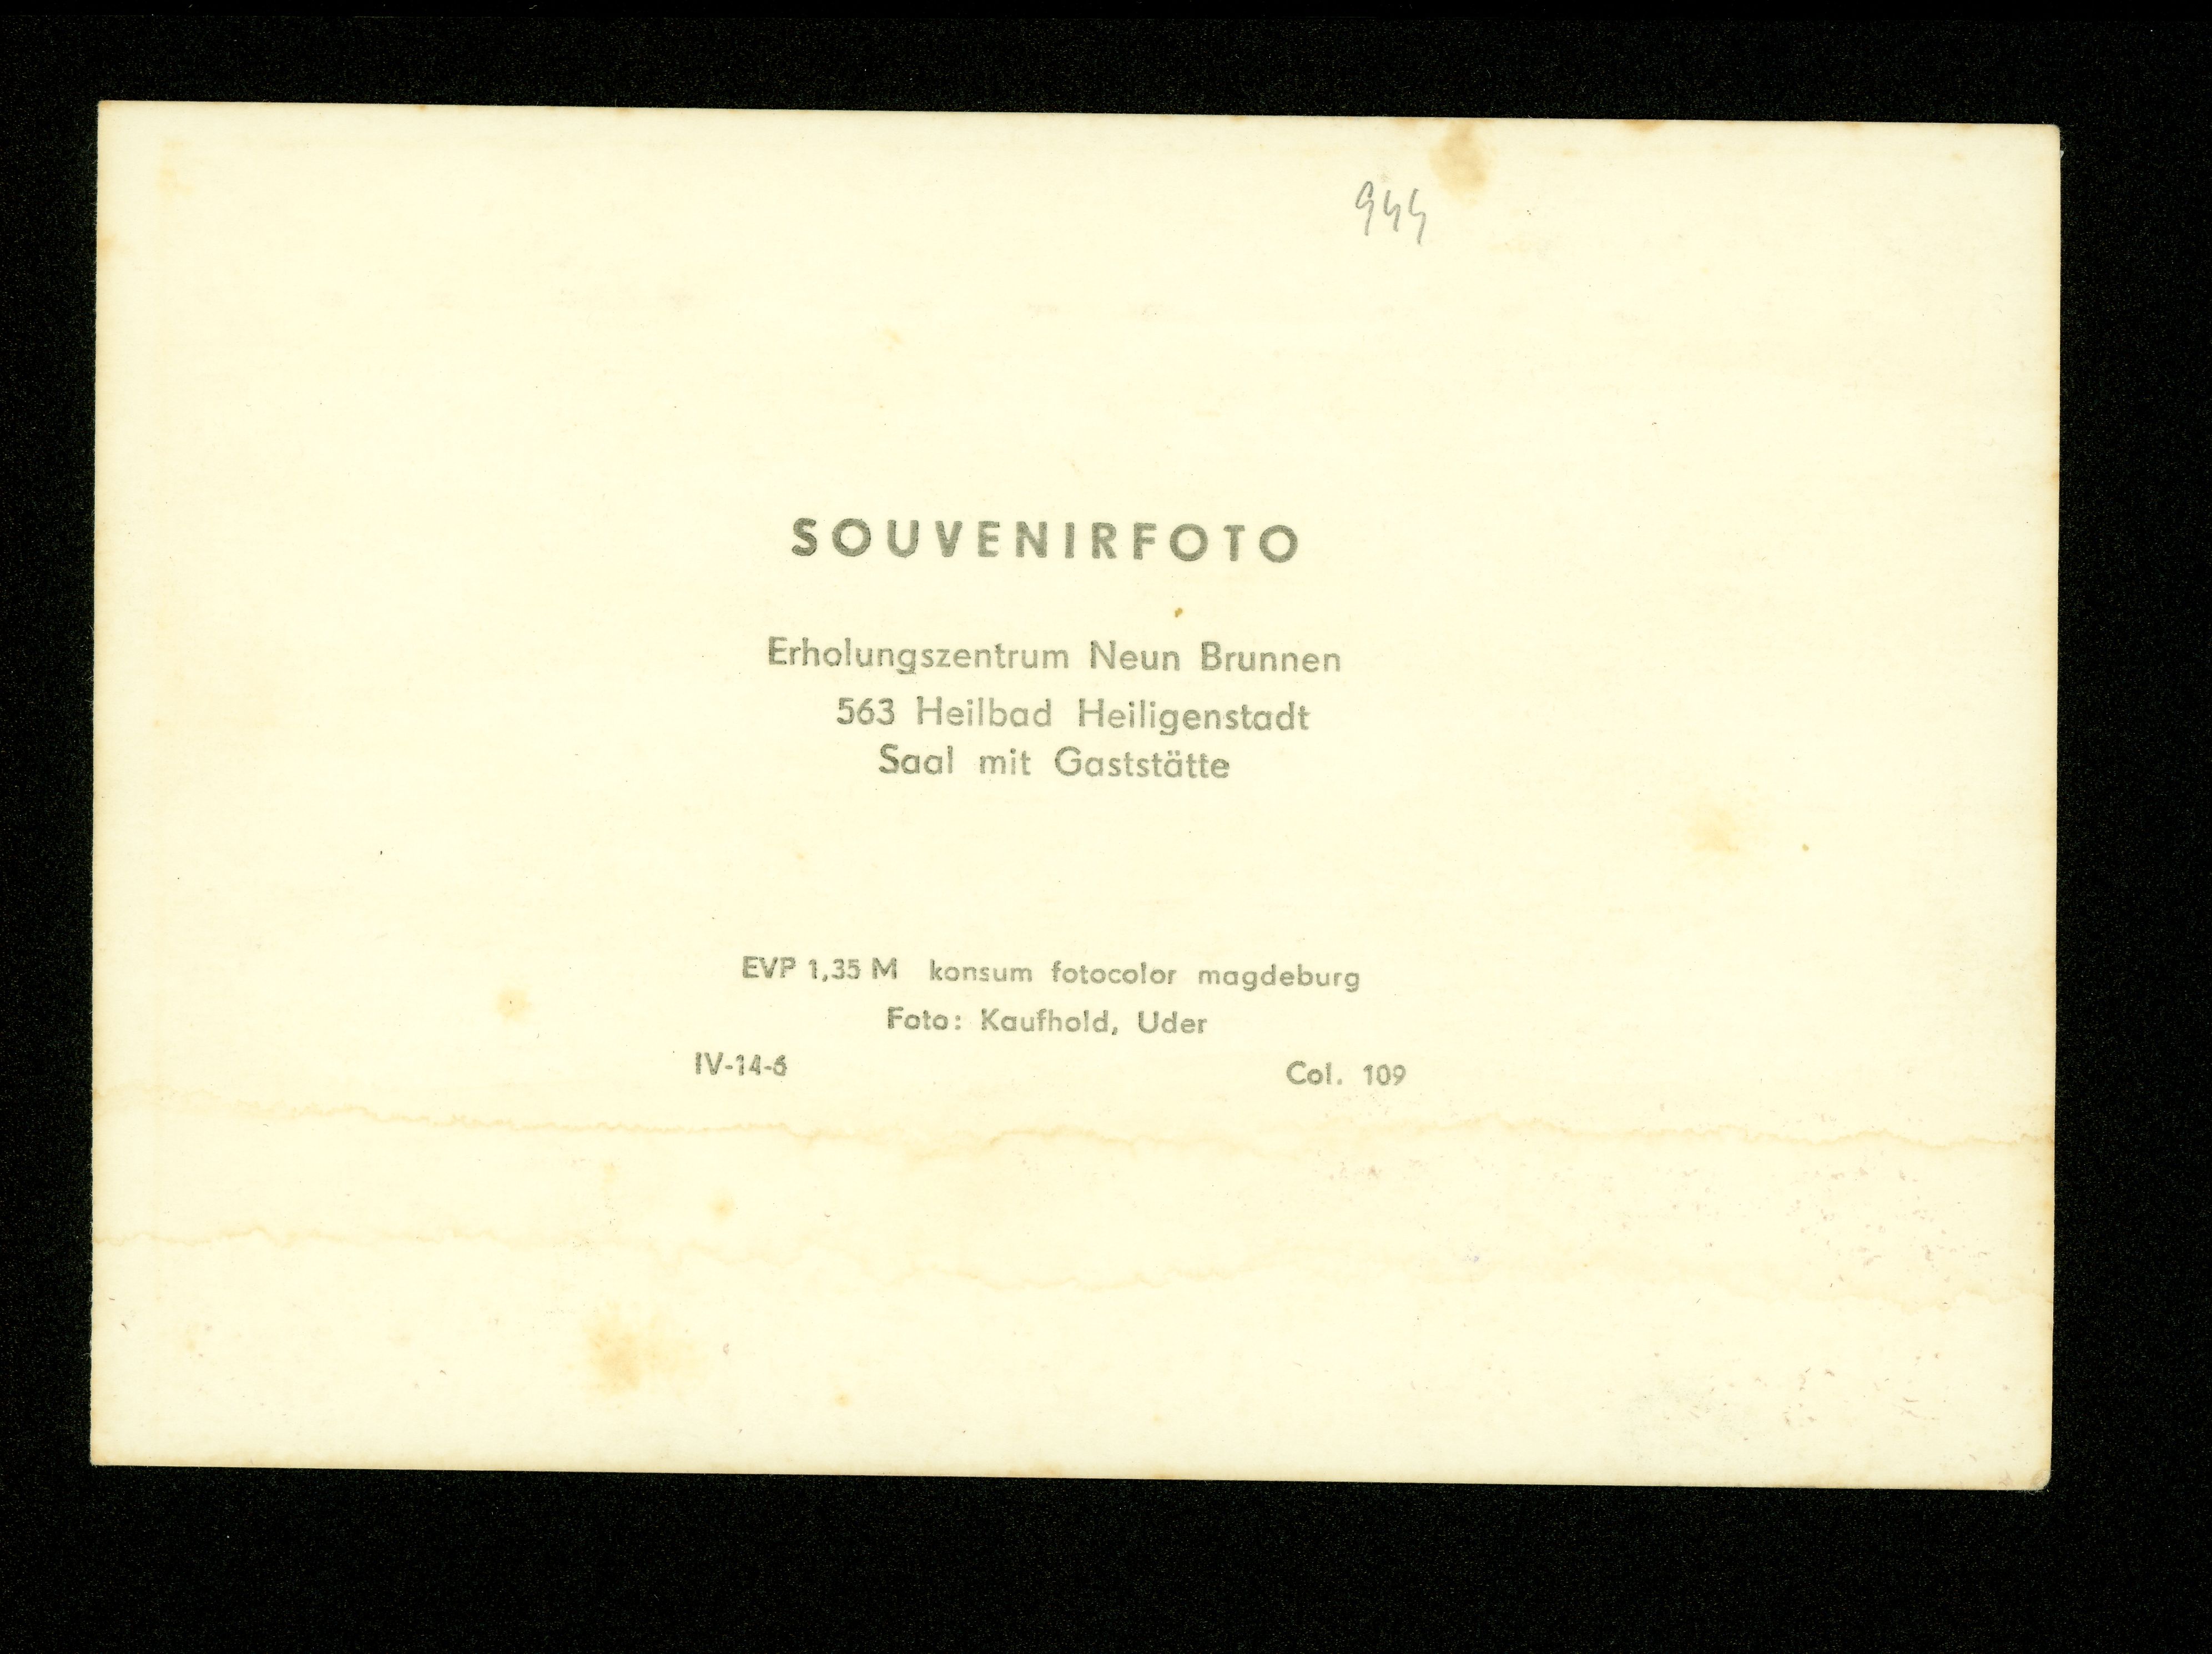 944
SOUVENIRFOTO
Erholungszentrum Neun Brunnen
563 Heilbad Heiligenstadt
Saal mit Gaststätte
EVP 1,35 M konsum fotocolor magdeburg
Foto: Kaufhold, Uder
IV-14-6 Col. 109